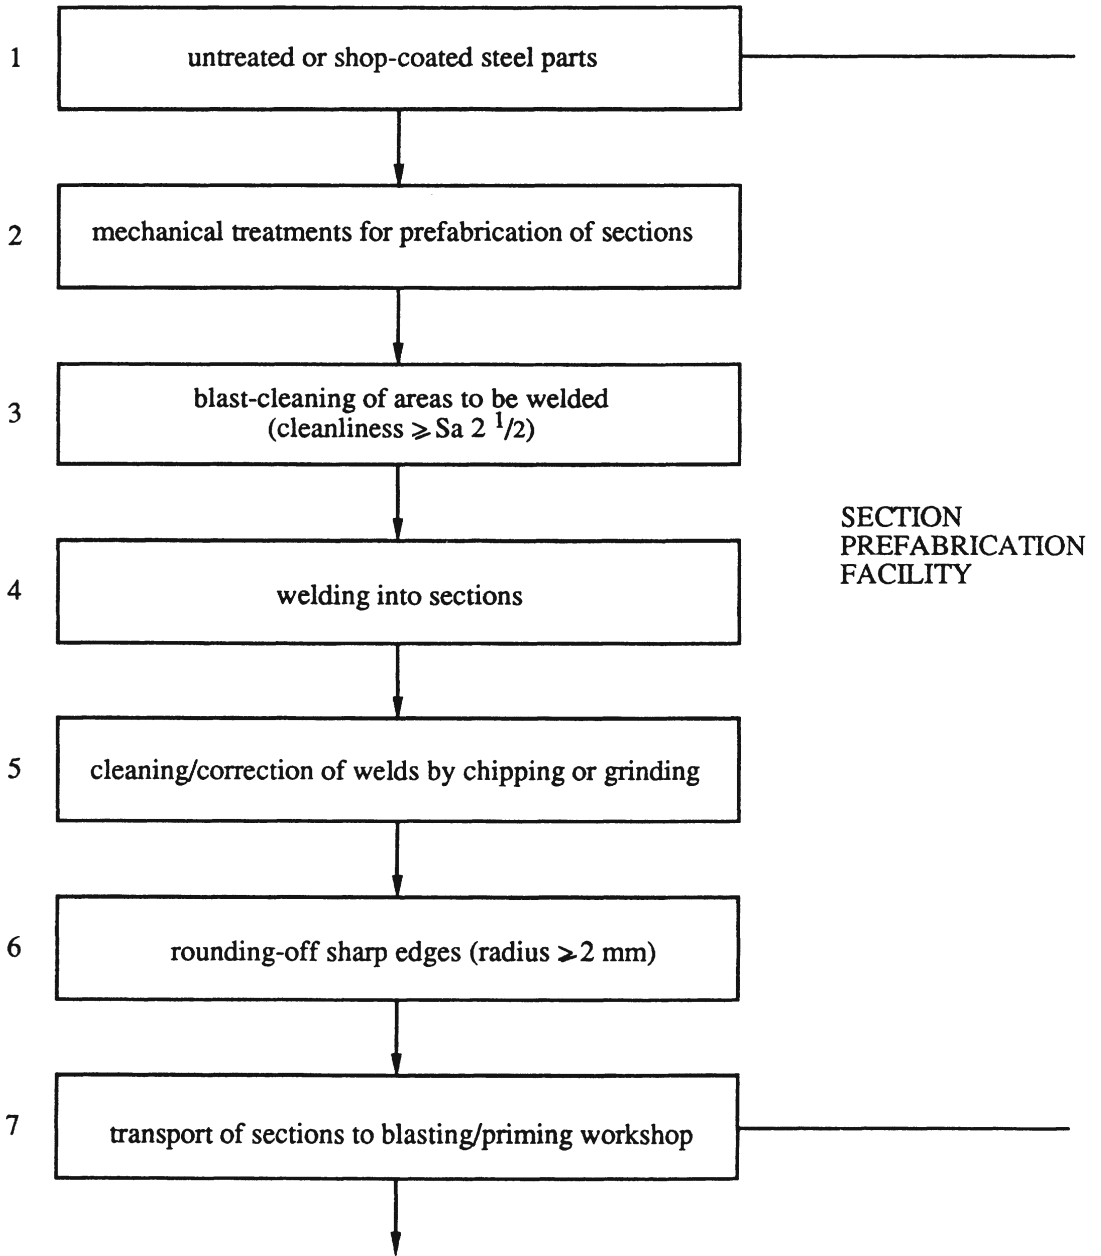 1
untreated or shop-coated steel parts
2
mechanical treatments for prefabrication of sections
3
blast-cleaning of areas to be welded
(cleanliness ⩾ Sa 2 1/2)
SECTION
PREFABRICATION
FACILITY
4
welding into sections
5
cleaning/correction of welds by chipping or grinding
6
rounding-off sharp edges (radius ⩾ 2 mm)
7
transport of sections to blasting/priming workshop